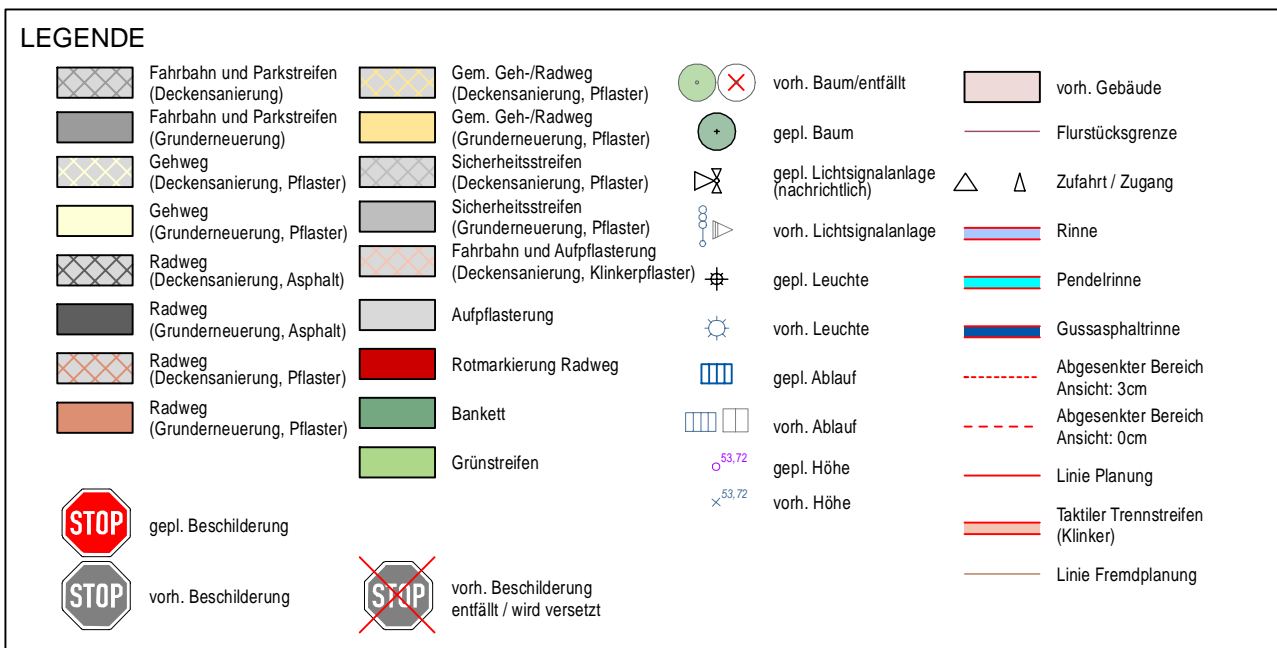 LEGENDE
Fahrbahn und Parkstreifen
(Deckensanierung)
Fahrbahn und Parkstreifen
(Grunderneuerung)
Gehweg
(Deckensanierung, Pflaster)
Gehweg
(Grunderneuerung, Pflaster)
Radweg
(Deckensanierung, Asphalt)
Radweg
(Grunderneuerung, Asphalt)
Radweg
(Deckensanierung, Pflaster)
Radweg
(Grunderneuerung, Pflaster)
STOP
gepl. Beschilderung
STOP
vorh. Beschilderung
Gem. Geh-/Radweg
(Deckensanierung, Pflaster)
Gem. Geh-/Radweg
(Grunderneuerung, Pflaster)
Sicherheitsstreifen
(Deckensanierung, Pflaster)
Sicherheitsstreifen
(Grunderneuerung, Pflaster)
Fahrbahn und Aufpflasterung
(Deckensanierung, Klinkerpflaster)
Aufpflasterung
Rotmarkierung Radweg
Bankett
Grünstreifen
STOP
vorh. Beschilderung
entfällt / wird versetzt
vorh. Baum/entfällt
gepl. Baum
gepl. Lichtsignalanlage
(nachrichtlich)
vorh. Lichtsignalanlage
gepl. Leuchte
vorh. Leuchte
gepl. Ablauf
vorh. Ablauf
53,72
gepl. Höhe
53,72
vorh. Höhe
vorh. Gebäude
Flurstücksgrenze
Zufahrt / Zugang
Rinne
Pendelrinne
Gussasphaltrinne
Abgesenkter Bereich
Ansicht: 3cm
Abgesenkter Bereich
Ansicht: 0cm
Linie Planung
Taktiler Trennstreifen
(Klinker)
Linie Fremdplanung